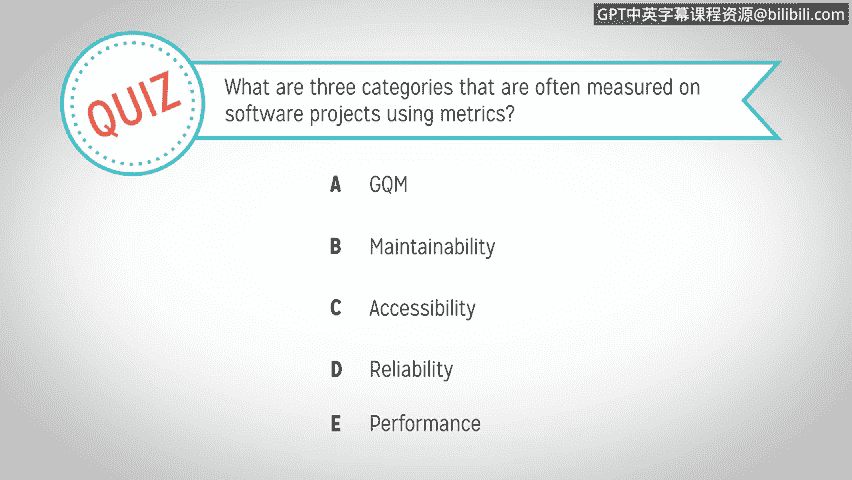 GPT中英字幕课程资源@bilibili.com
QUIZ
What are three categories that are often measured on
software projects using metrics?
A GQM
B Maintainability
C Accessibility
D Reliability
E Performance